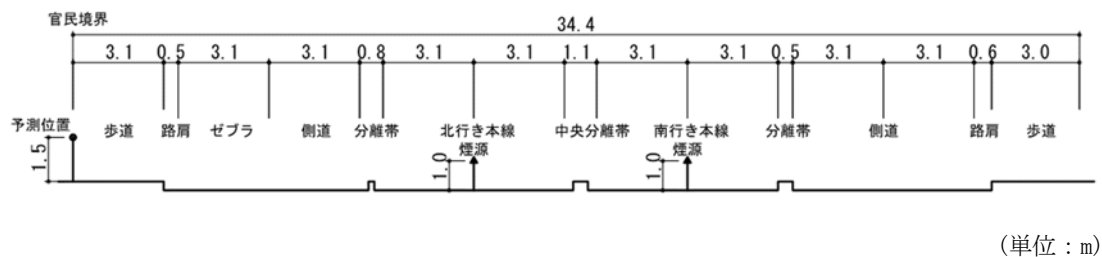 官民境界
34.4
3.1 0.5 3.1 3.1 0.8 3.1 3.1 1.1 3.1 3.1 0.5 3.1 3.1 0.6 3.0
予測位置 歩道 路肩 ゼブラ 側道 分離帯 北行き本線 中央分離帯 南行き本線 分離帯 側道 路肩 歩道
煙源 煙源
1.5 1.0 1.0
(単位：m)